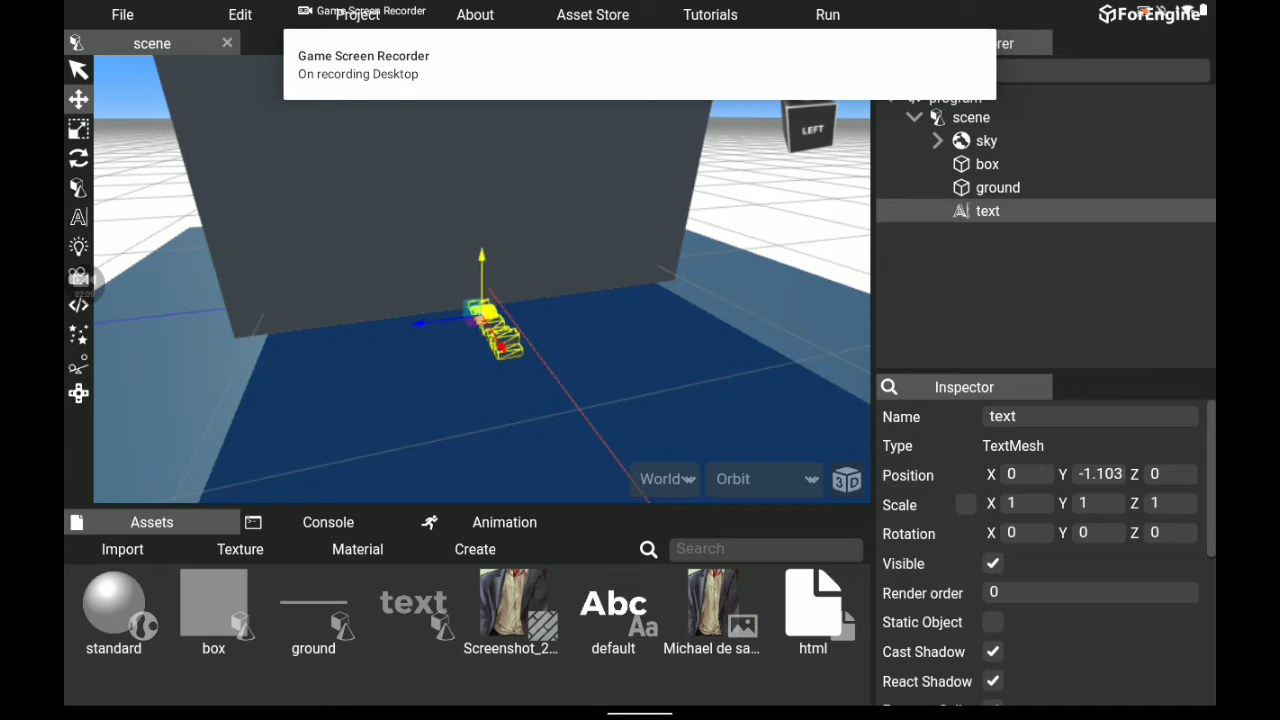 File Edit Project About Asset Store Tutorials Run ForEngine
Game Screen Recorder
Game Screen Recorder
On recording Desktop
scene
program
scene
sky
box
ground
text
LEFT
02:09
World Orbit 3D
Inspector
Name text
Type TextMesh
Position X 0 Y -1.103 Z 0
Scale X 1 Y 1 Z 1
Rotation X 0 Y 0 Z 0
Visible
Render order 0
Static Object
Cast Shadow
React Shadow
Assets Console Animation
Import Texture Material Create Search
text
Abc
Aa
standard box ground Screenshot_2... default Michael de sa... html